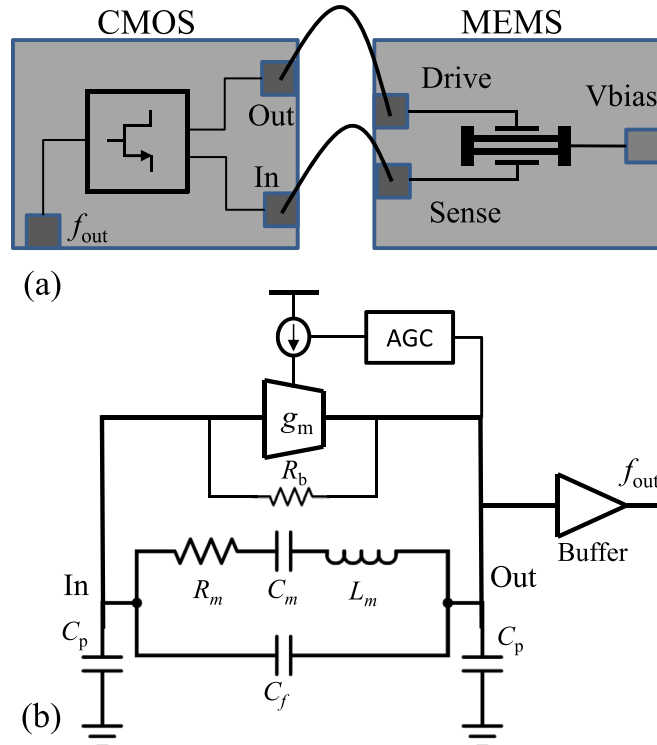 CMOS
MEMS
Drive
Vbias
Out
In
Sense
fout
(a)
AGC
gm
Rb
fout
Buffer
In
Out
Rm
Cm
Lm
Cp
Cp
Cf
(b)